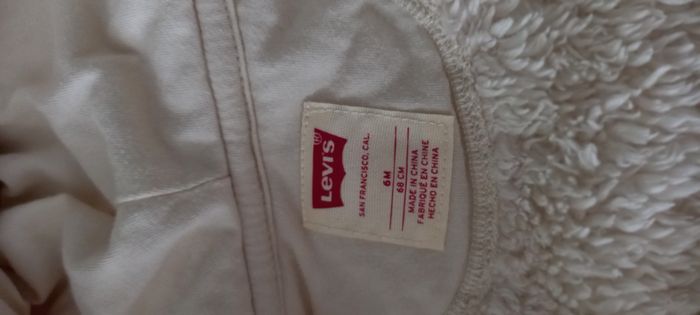 LEVI'S®
SAN FRANCISCO, CAL.
6M
68 CM
MADE IN CHINA
FABRIQUÉ EN CHINE
HECHO EN CHINA